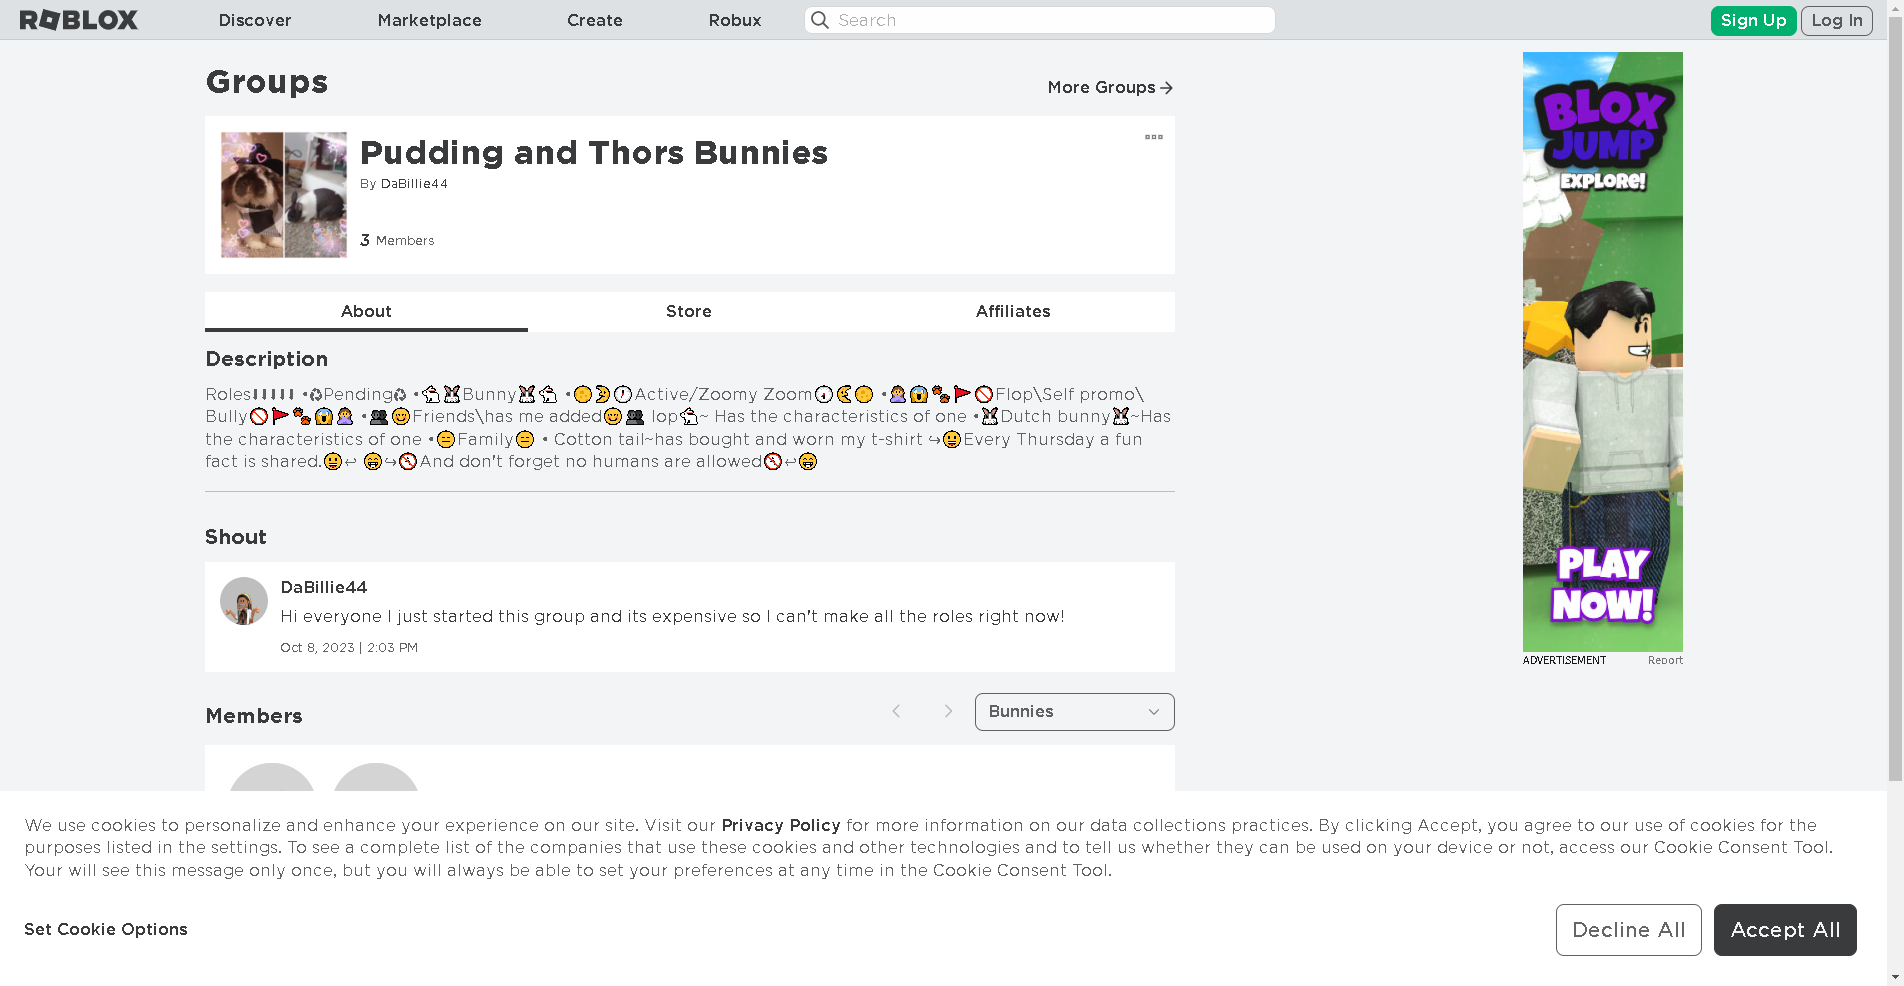 ROBLOX Discover Marketplace Create Robux Search Sign Up Log In
Groups
More Groups
Pudding and Thors Bunnies
By DaBillie44
3 Members
About Store Affiliates
Description
Roles⬇⬇⬇⬇⬇ •♻Pending♻ •🐇🐰Bunny🐰🐇 •🌕🌛🕛Active/Zoomy Zoom🕧🌜🌕 •🙅😱👯🚩🚫Flop\Self promo\
Bully🚫🚩👯😱🙅 •👥😊Friends\has me added😊👥 lop🐇~ Has the characteristics of one •🐰Dutch bunny🐰~Has
the characteristics of one •😑Family😑 • Cotton tail~has bought and worn my t-shirt ↪😃Every Thursday a fun
fact is shared.😃↩ 😁↪🚷And don't forget no humans are allowed🚷↩😁
Shout
DaBillie44
Hi everyone I just started this group and its expensive so I can't make all the roles right now!
Oct 8, 2023 | 2:03 PM
Members
Bunnies
BLOX
JUMP
EXPLORE!
PLAY
NOW!
ADVERTISEMENT Report
We use cookies to personalize and enhance your experience on our site. Visit our Privacy Policy for more information on our data collections practices. By clicking Accept, you agree to our use of cookies for the
purposes listed in the settings. To see a complete list of the companies that use these cookies and other technologies and to tell us whether they can be used on your device or not, access our Cookie Consent Tool.
Your will see this message only once, but you will always be able to set your preferences at any time in the Cookie Consent Tool.
Set Cookie Options
Decline All
Accept All